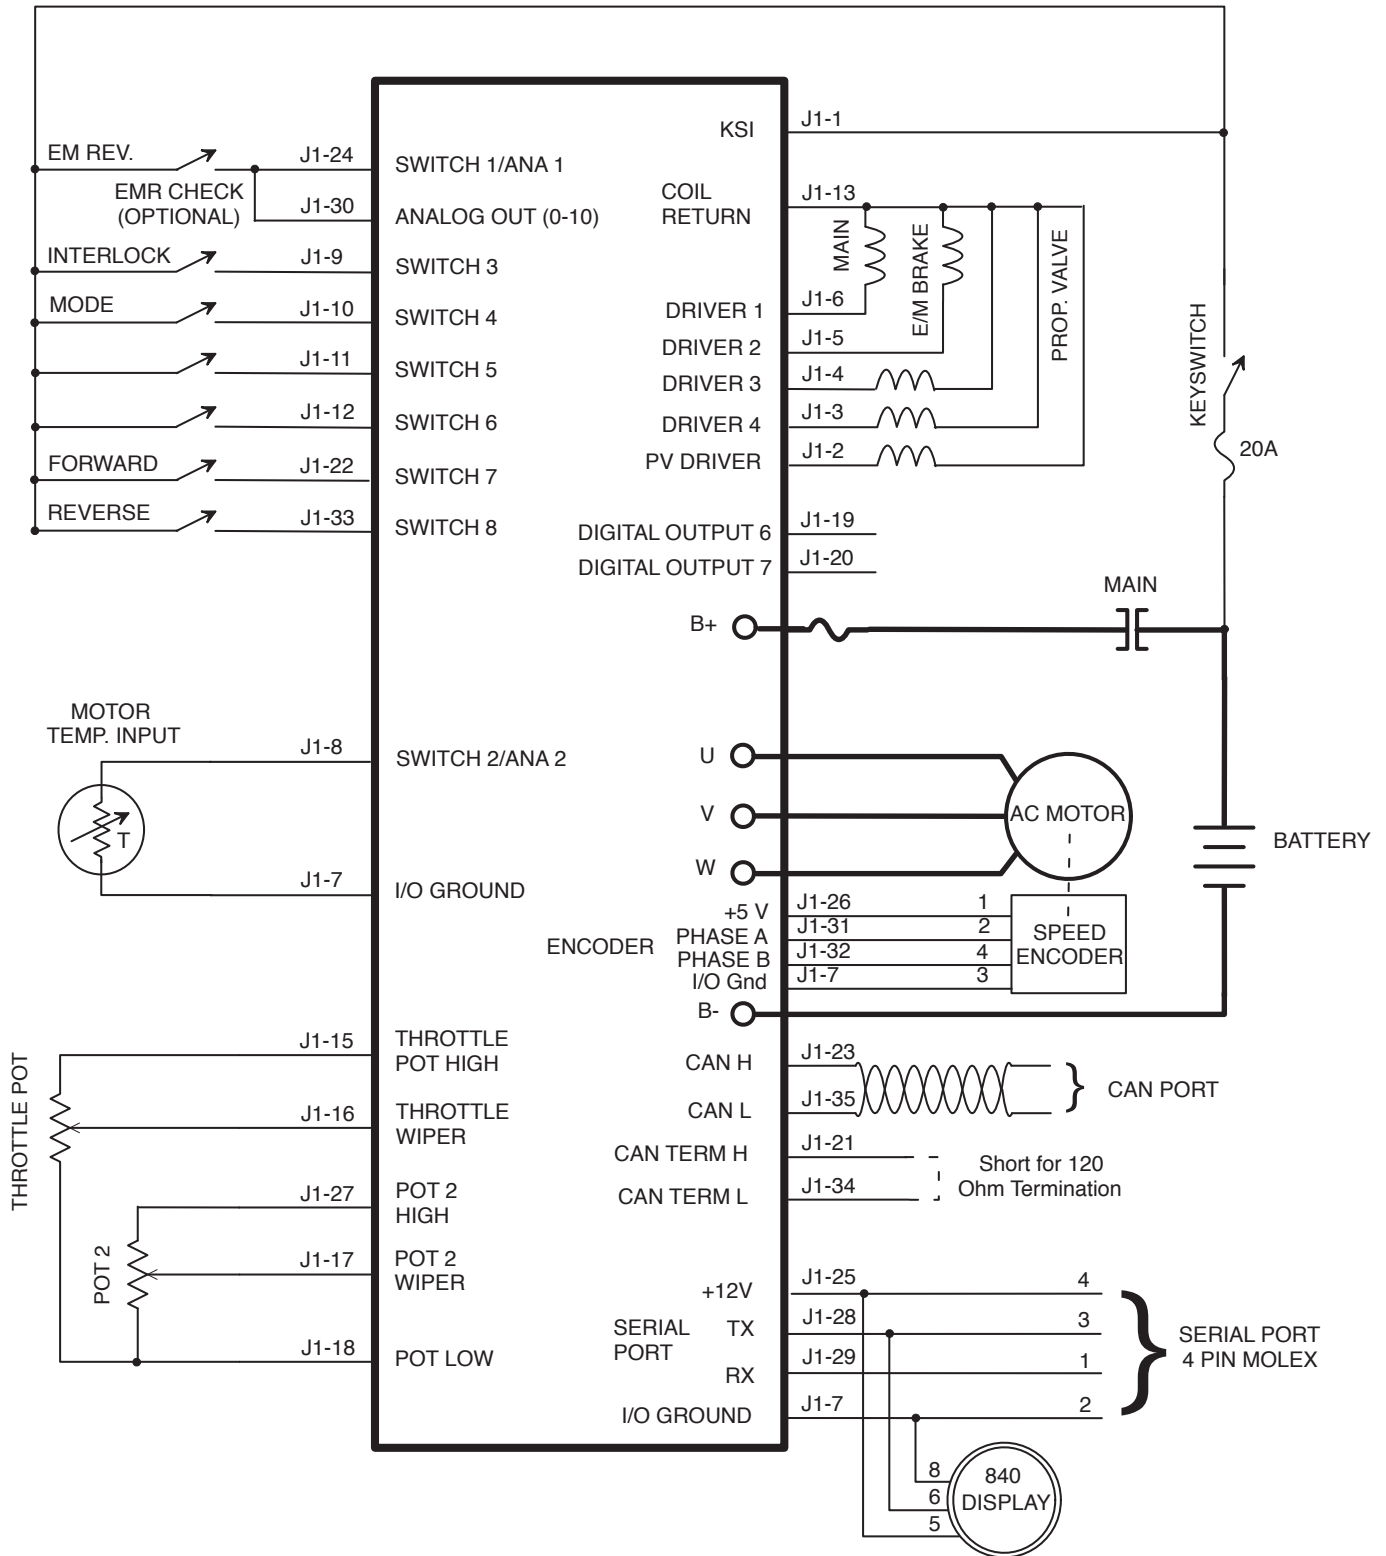 KSI
J1-1
EM REV.
J1-24
SWITCH 1/ANA 1
EMR CHECK
(OPTIONAL)
J1-30
ANALOG OUT (0-10)
COIL
RETURN
J1-13
INTERLOCK
J1-9
SWITCH 3
MODE
J1-10
SWITCH 4
J1-11
SWITCH 5
J1-12
SWITCH 6
FORWARD
J1-22
SWITCH 7
REVERSE
J1-33
SWITCH 8
MAIN
E/M BRAKE
PROP. VALVE
DRIVER 1
J1-6
DRIVER 2
J1-5
DRIVER 3
J1-4
DRIVER 4
J1-3
PV DRIVER
J1-2
KEYSWITCH
20A
DIGITAL OUTPUT 6
J1-19
DIGITAL OUTPUT 7
J1-20
MAIN
B+
MOTOR
TEMP. INPUT
J1-8
SWITCH 2/ANA 2
T
J1-7
I/O GROUND
U
V
W
AC MOTOR
BATTERY
ENCODER
+5 V
J1-26
1
PHASE A
J1-31
2
PHASE B
J1-32
4
I/O Gnd
J1-7
3
SPEED
ENCODER
B-
THROTTLE POT
J1-15
THROTTLE
POT HIGH
J1-16
THROTTLE
WIPER
POT 2
J1-27
POT 2
HIGH
J1-17
POT 2
WIPER
J1-18
POT LOW
CAN H
J1-23
CAN L
J1-35
CAN PORT
CAN TERM H
J1-21
CAN TERM L
J1-34
Short for 120
Ohm Termination
SERIAL
PORT
+12V
J1-25
4
TX
J1-28
3
RX
J1-29
1
I/O GROUND
J1-7
2
SERIAL PORT
4 PIN MOLEX
8
6
5
840
DISPLAY